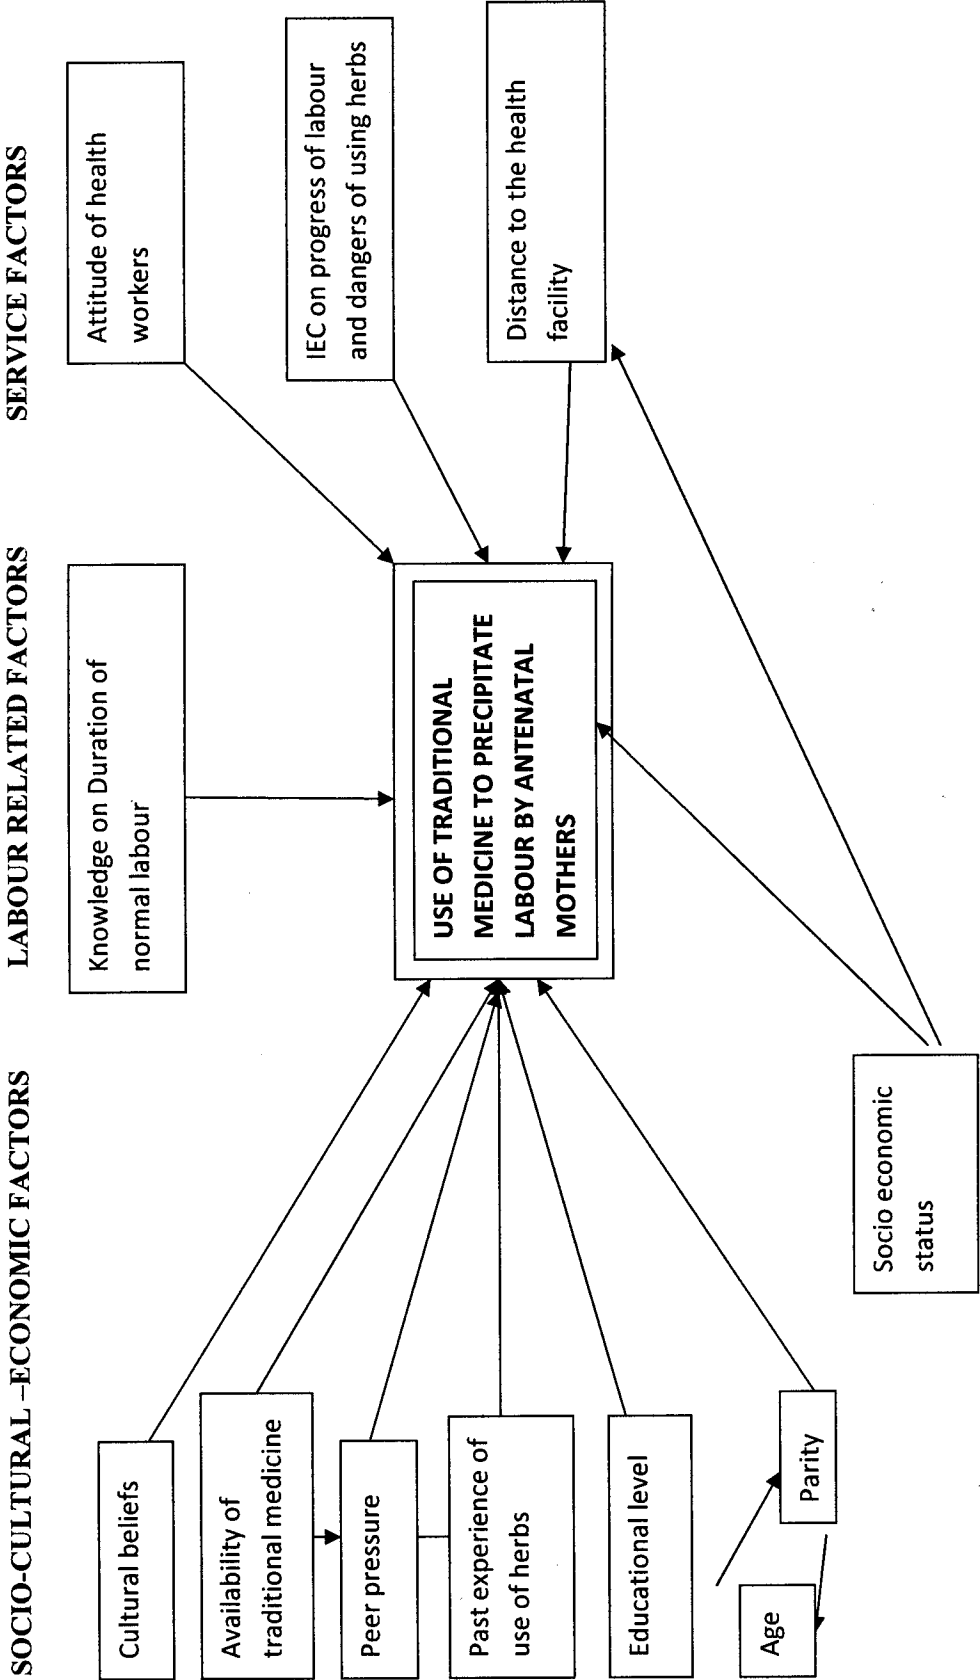 SOCIO-CULTURAL –ECONOMIC FACTORS
LABOUR RELATED FACTORS
SERVICE FACTORS
Cultural beliefs
Availability of
traditional medicine
Peer pressure
Past experience of
use of herbs
Educational level
Age
Parity
Socio economic
status
Knowledge on Duration of
normal labour
USE OF TRADITIONAL
MEDICINE TO PRECIPITATE
LABOUR BY ANTENATAL
MOTHERS
Attitude of health
workers
IEC on progress of labour
and dangers of using herbs
Distance to the health
facility